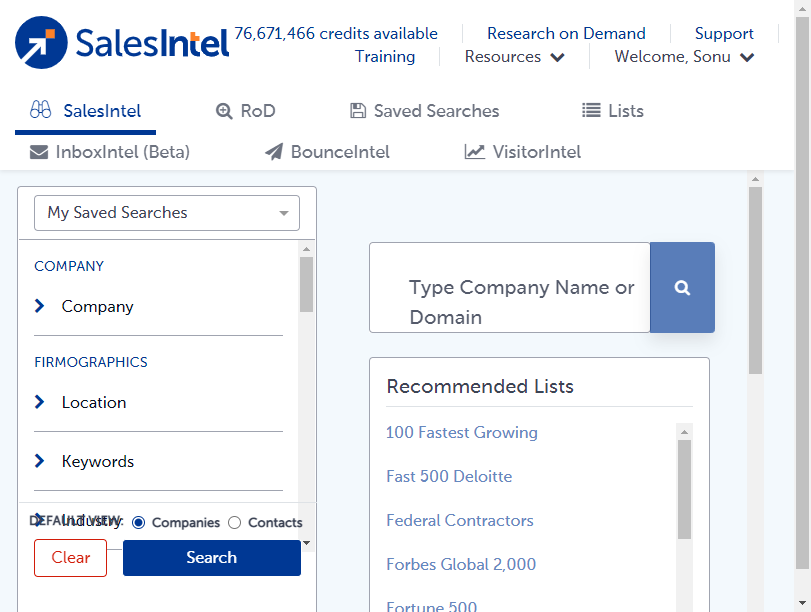 SalesIntel
76,671,466 credits available
Research on Demand
Support
Training
Resources
Welcome, Sonu
SalesIntel
RoD
Saved Searches
Lists
InboxIntel (Beta)
BounceIntel
VisitorIntel
My Saved Searches
COMPANY
Company
FIRMOGRAPHICS
Location
Keywords
Industry
DEFAULT VIEW:
Companies
Contacts
Clear
Search
Type Company Name or
Domain
Recommended Lists
100 Fastest Growing
Fast 500 Deloitte
Federal Contractors
Forbes Global 2,000
Fortune 500